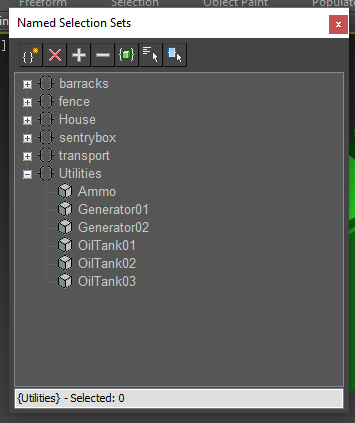 Freeform Selection Object Paint Populate
Named Selection Sets
barracks
fence
House
sentrybox
transport
Utilities
Ammo
Generator01
Generator02
OilTank01
OilTank02
OilTank03
{Utilities} - Selected: 0